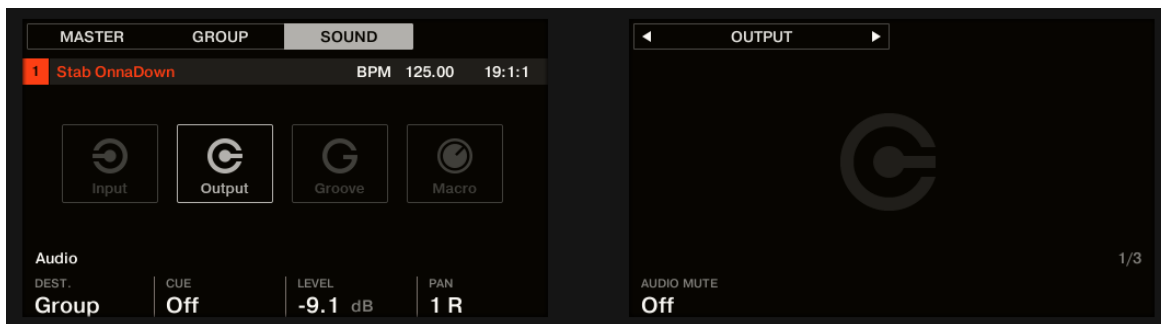 MASTER GROUP SOUND
1 Stab OnnaDown BPM 125.00 19:1:1
Input Output Groove Macro
Audio
DEST. CUE LEVEL PAN
Group Off -9.1 dB 1 R
OUTPUT
1/3
AUDIO MUTE
Off